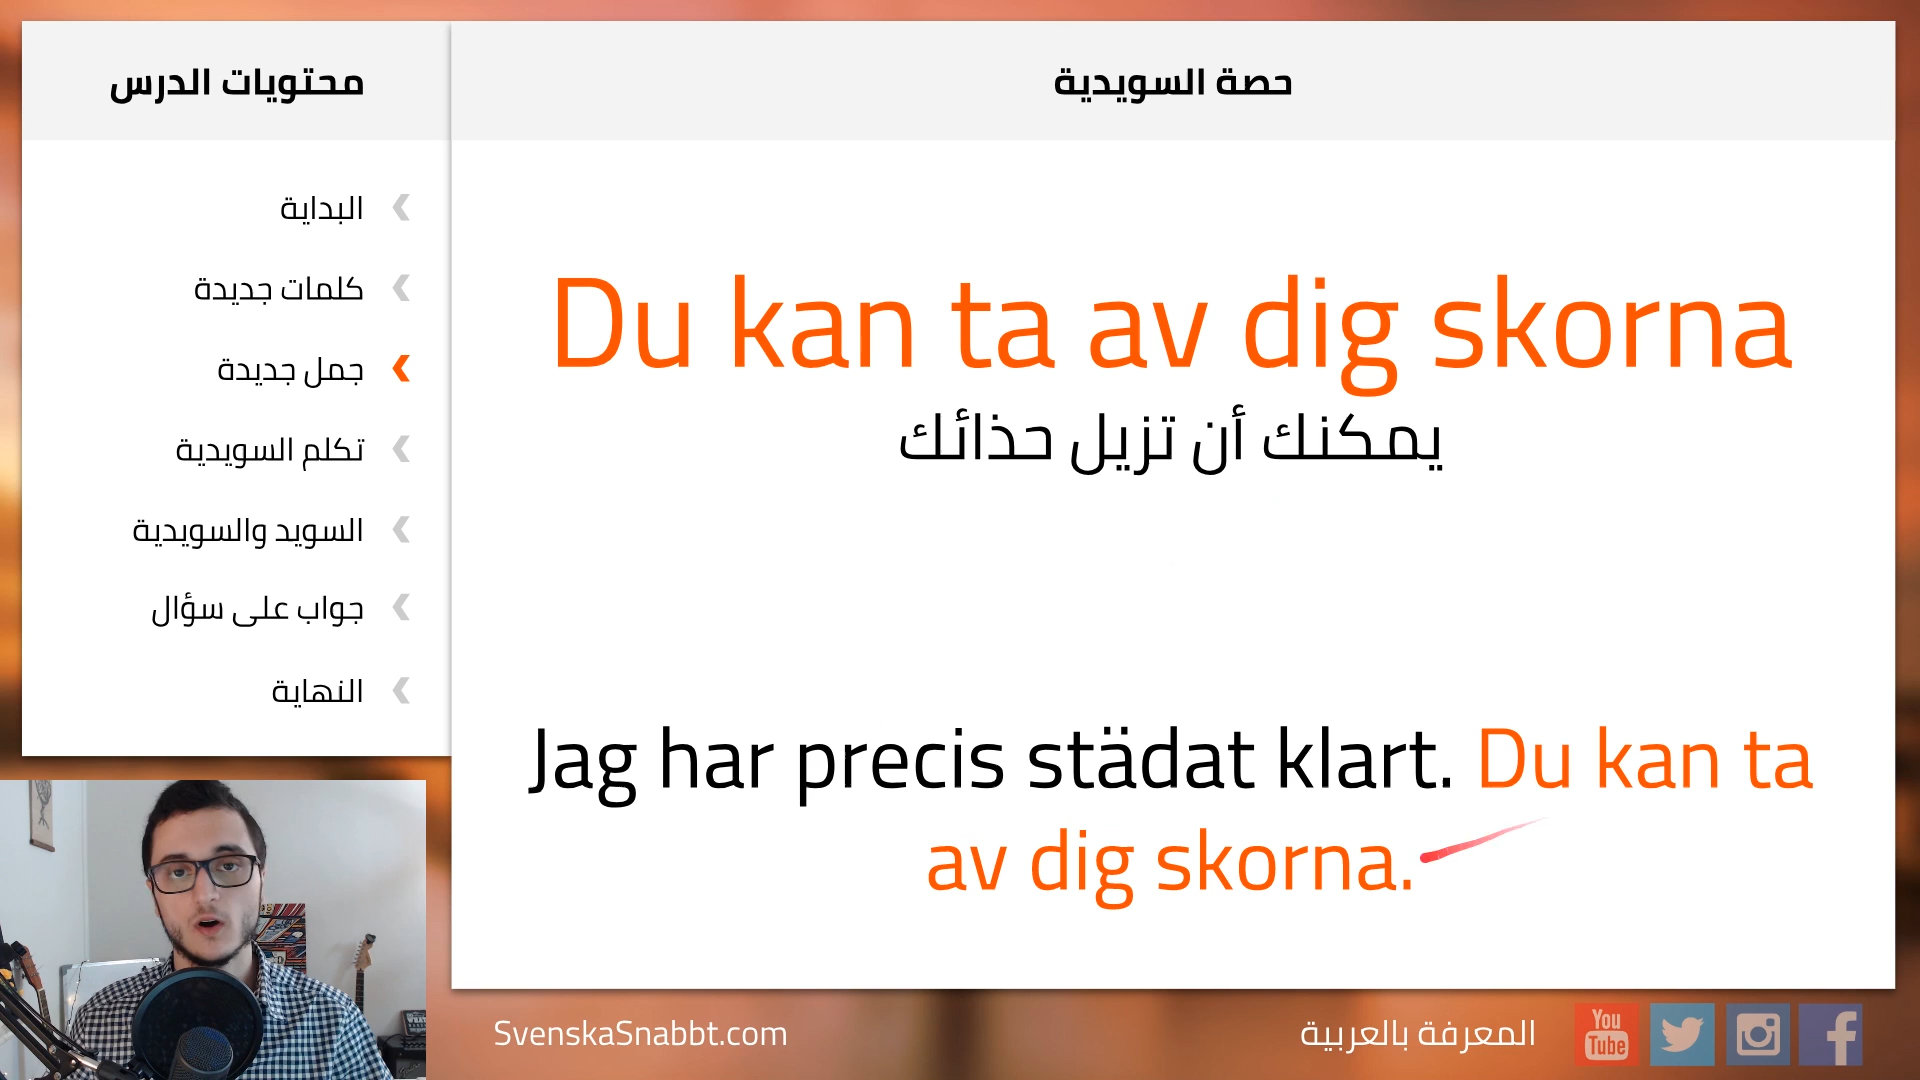 محتويات الدرس
حصة السويدية
البداية
كلمات جديدة
جمل جديدة
تكلم السويدية
السويد والسويدية
جواب على سؤال
النهاية
Du kan ta av dig skorna
يمكنك أن تزيل حذائك
Jag har precis städat klart. Du kan ta
av dig skorna.
SvenskaSnabbt.com
المعرفة بالعربية
You
Tube